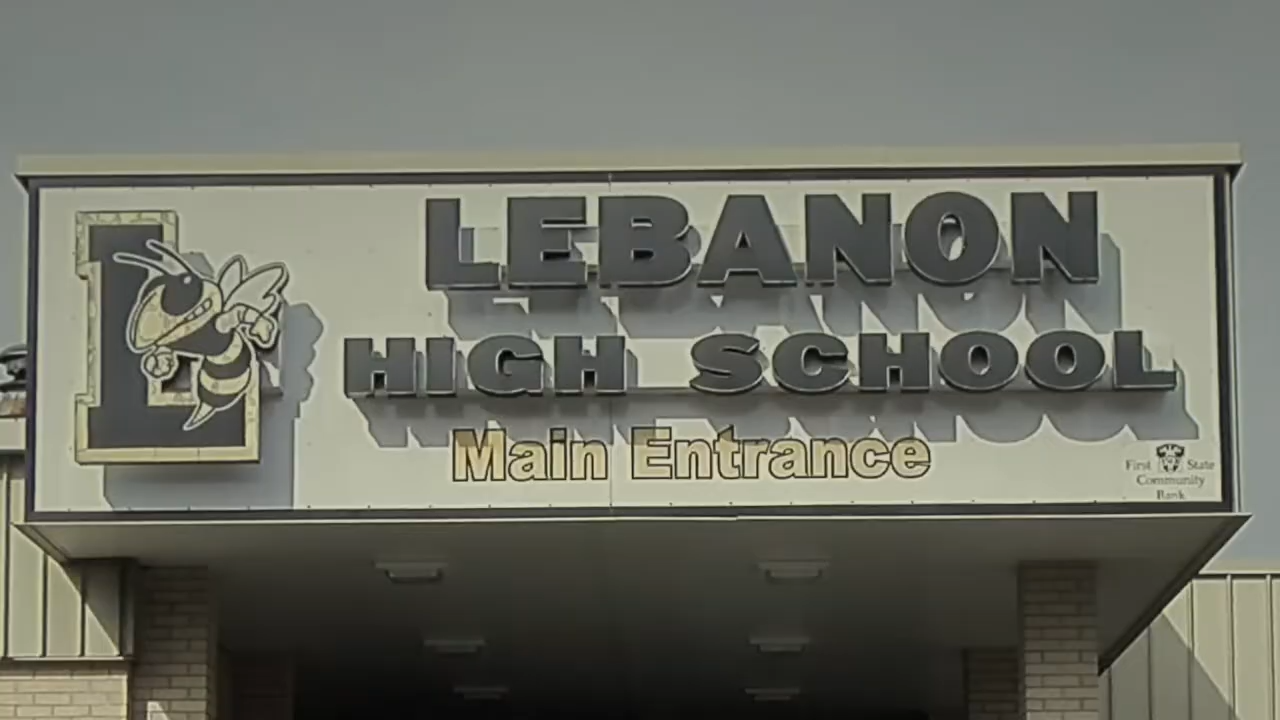 L
LEBANON
HIGH SCHOOL
Main Entrance
First State
Community
Bank